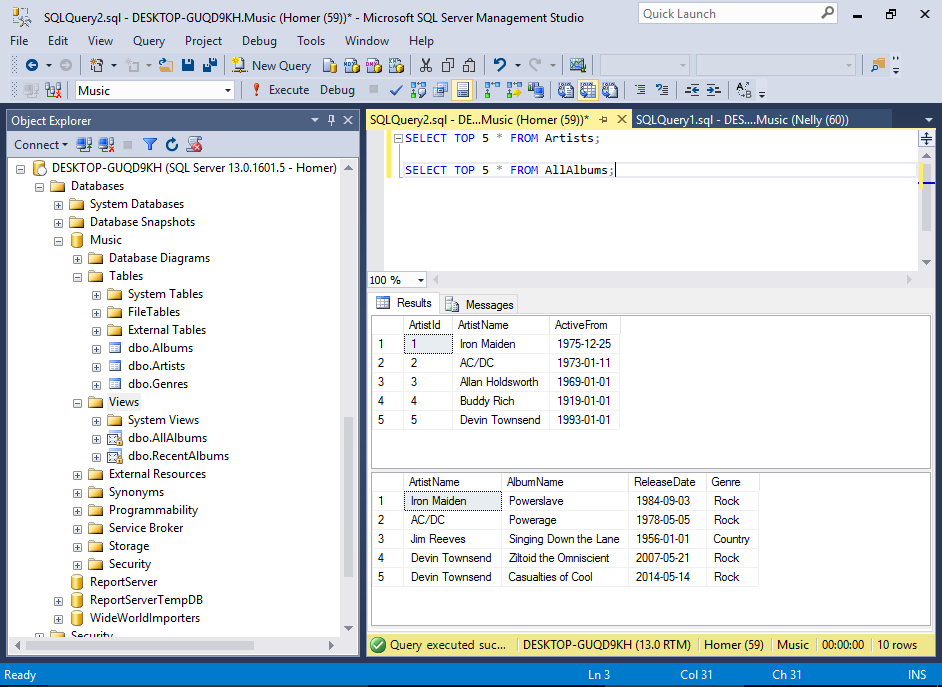 SQLQuery2.sql - DESKTOP-GUQD9KH.Music (Homer (59))* - Microsoft SQL Server Management Studio
Quick Launch
File Edit View Query Project Debug Tools Window Help
New Query
Music
Execute Debug
Object Explorer
Connect
DESKTOP-GUQD9KH (SQL Server 13.0.1601.5 - Homer)
Databases
System Databases
Database Snapshots
Music
Database Diagrams
Tables
System Tables
FileTables
External Tables
dbo.Albums
dbo.Artists
dbo.Genres
Views
System Views
dbo.AllAlbums
dbo.RecentAlbums
External Resources
Synonyms
Programmability
Service Broker
Storage
Security
ReportServer
ReportServerTempDB
WideWorldImporters
Security
SQLQuery2.sql - DE...Music (Homer (59))* SQLQuery1.sql - DES....Music (Nelly (60))
SELECT TOP 5 * FROM Artists;
SELECT TOP 5 * FROM AllAlbums;
100 %
Results Messages
ArtistId ArtistName ActiveFrom
1 1 Iron Maiden 1975-12-25
2 2 AC/DC 1973-01-11
3 3 Allan Holdsworth 1969-01-01
4 4 Buddy Rich 1919-01-01
5 5 Devin Townsend 1993-01-01
ArtistName AlbumName ReleaseDate Genre
1 Iron Maiden Powerslave 1984-09-03 Rock
2 AC/DC Powerage 1978-05-05 Rock
3 Jim Reeves Singing Down the Lane 1956-01-01 Country
4 Devin Townsend Ziltoid the Omniscient 2007-05-21 Rock
5 Devin Townsend Casualties of Cool 2014-05-14 Rock
Query executed suc... DESKTOP-GUQD9KH (13.0 RTM) Homer (59) Music 00:00:00 10 rows
Ready Ln 3 Col 31 Ch 31 INS